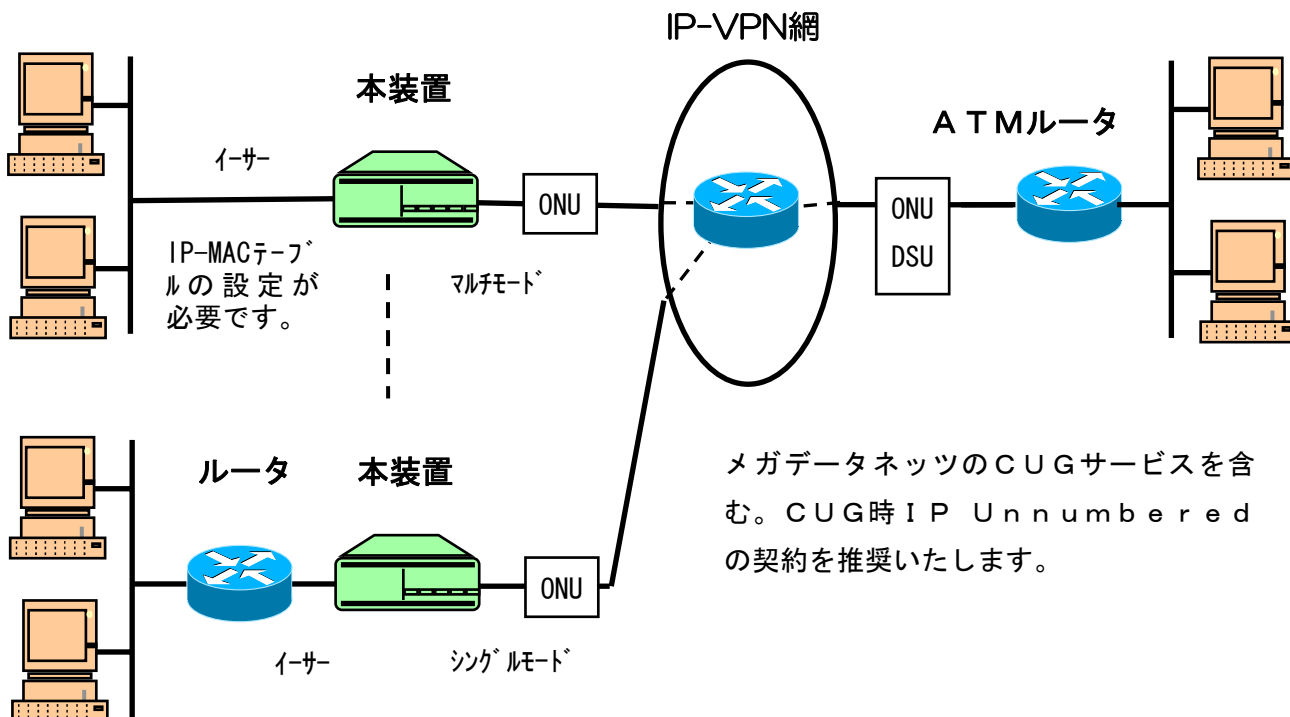 IP-VPN網
本装置
ATMルータ
イーサー
ONU
ONU
DSU
IP-MACテーブ
ルの設定が
必要です。
マルチモード
ルータ
本装置
メガデータネッツのCUGサービスを含
む。CUG時IP Unnumbered
の契約を推奨いたします。
ONU
イーサー
シングルモード